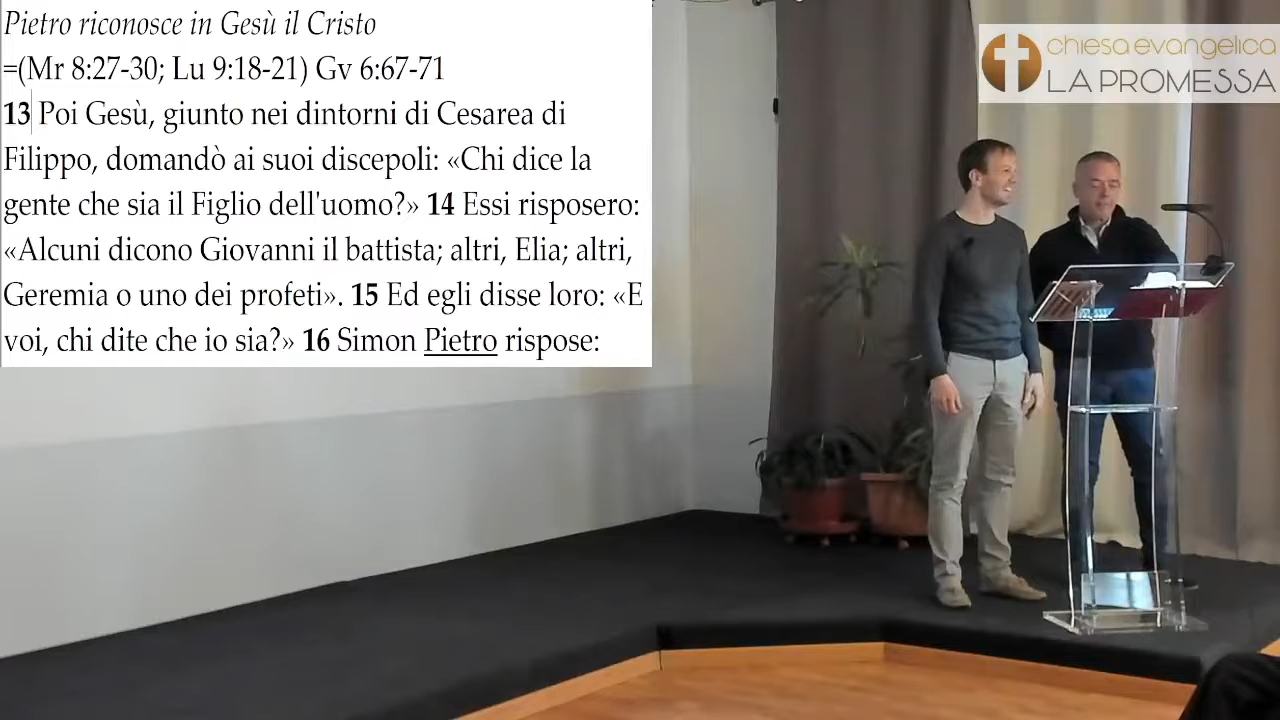 Pietro riconosce in Gesù il Cristo
=(Mr 8:27-30; Lu 9:18-21) Gv 6:67-71
13 Poi Gesù, giunto nei dintorni di Cesarea di
Filippo, domandò ai suoi discepoli: «Chi dice la
gente che sia il Figlio dell'uomo?» 14 Essi risposero:
«Alcuni dicono Giovanni il battista; altri, Elia; altri,
Geremia o uno dei profeti». 15 Ed egli disse loro: «E
voi, chi dite che io sia?» 16 Simon Pietro rispose:
chiesa evangelica
LA PROMESSA